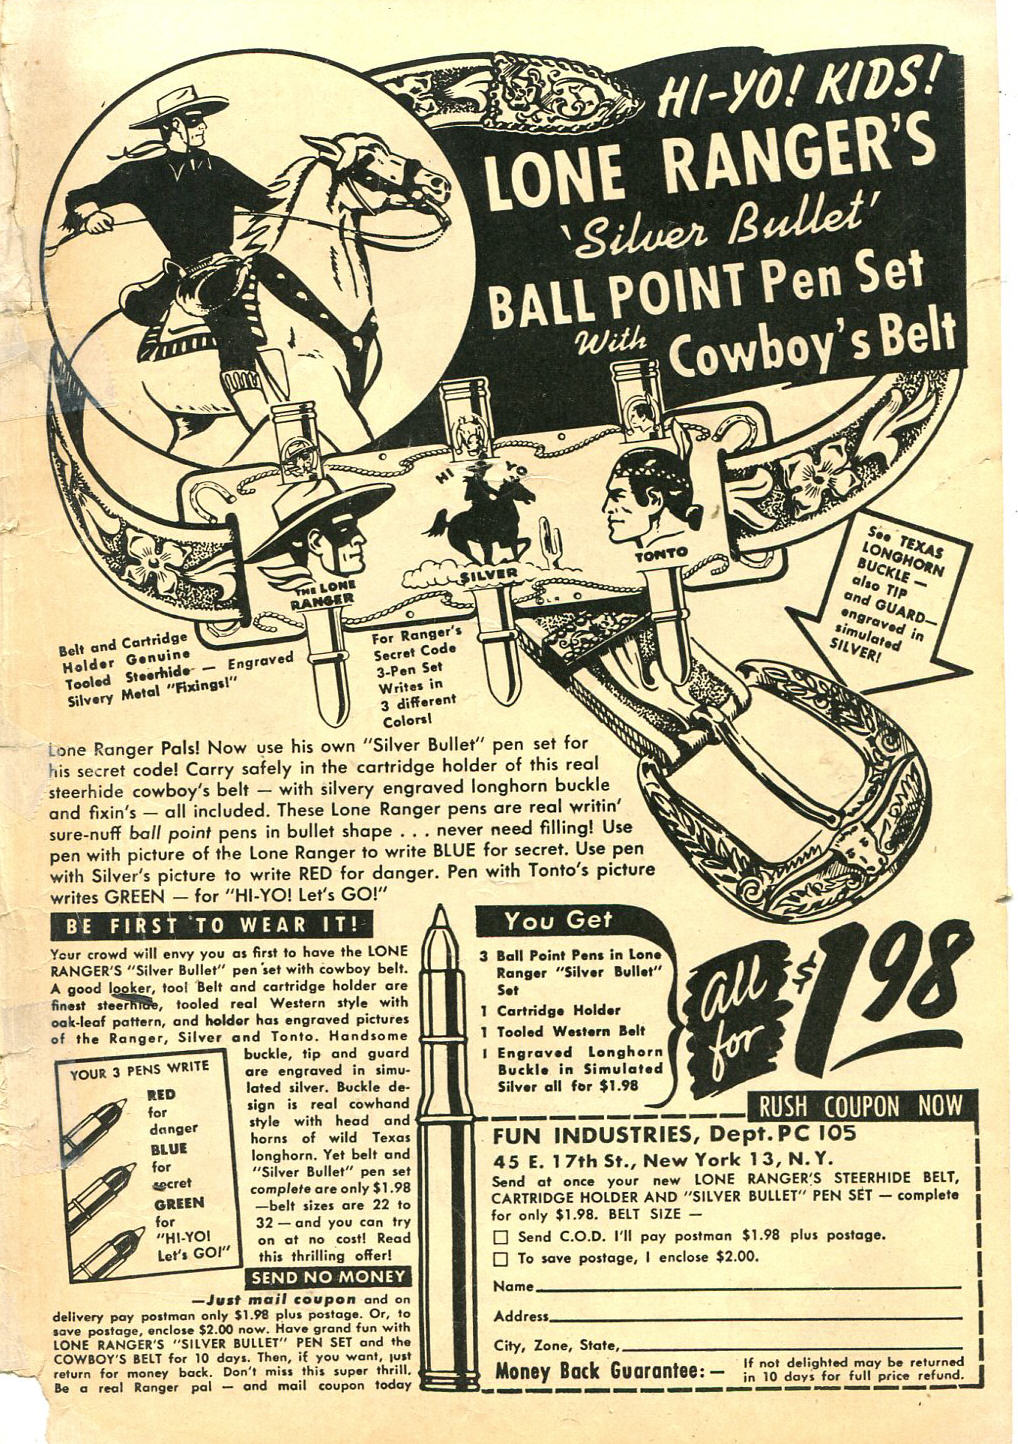 HI-YO! KIDS!
LONE RANGER'S
'Silver Bullet'
BALL POINT Pen Set
With Cowboy's Belt
HI YO
THE LONE
RANGER
SILVER
TONTO
See TEXAS
LONGHORN
BUCKLE —
also TIP
and GUARD—
engraved in
simulated
SILVER!
Belt and Cartridge
Holder Genuine
Tooled Steerhide — Engraved
Silvery Metal "Fixings!"
For Ranger's
Secret Code
3-Pen Set
Writes in
3 different
Colors!
Lone Ranger Pals! Now use his own "Silver Bullet" pen set for
his secret code! Carry safely in the cartridge holder of this real
steerhide cowboy's belt — with silvery engraved longhorn buckle
and fixin's — all included. These Lone Ranger pens are real writin'
sure-nuff ball point pens in bullet shape . . . never need filling! Use
pen with picture of the Lone Ranger to write BLUE for secret. Use pen
with Silver's picture to write RED for danger. Pen with Tonto's picture
writes GREEN — for "HI-YO! Let's GO!"
BE FIRST TO WEAR IT!
Your crowd will envy you as first to have the LONE
RANGER'S "Silver Bullet" pen set with cowboy belt.
A good looker, too! Belt and cartridge holder are
finest steerhide, tooled real Western style with
oak-leaf pattern, and holder has engraved pictures
of the Ranger, Silver and Tonto. Handsome
buckle, tip and guard
are engraved in simu-
lated silver. Buckle de-
sign is real cowhand
style with head and
horns of wild Texas
longhorn. Yet belt and
"Silver Bullet" pen set
complete are only $1.98
—belt sizes are 22 to
32 — and you can try
on at no cost! Read
this thrilling offer!
YOUR 3 PENS WRITE
RED
for
danger
BLUE
for
secret
GREEN
for
"HI-YO!
Let's GO!"
SEND NO MONEY
—Just mail coupon and on
delivery pay postman only $1.98 plus postage. Or, to
save postage, enclose $2.00 now. Have grand fun with
LONE RANGER'S "SILVER BULLET" PEN SET and the
COWBOY'S BELT for 10 days. Then, if you want, just
return for money back. Don't miss this super thrill.
Be a real Ranger pal — and mail coupon today
You Get
3 Ball Point Pens in Lone
Ranger "Silver Bullet"
Set
1 Cartridge Holder
1 Tooled Western Belt
1 Engraved Longhorn
Buckle in Simulated
Silver all for $1.98
All
for
$1.98
RUSH COUPON NOW
FUN INDUSTRIES, Dept. PC 105
45 E. 17th St., New York 13, N.Y.
Send at once your new LONE RANGER'S STEERHIDE BELT,
CARTRIDGE HOLDER AND "SILVER BULLET" PEN SET — complete
for only $1.98. BELT SIZE —
Send C.O.D. I'll pay postman $1.98 plus postage.
To save postage, I enclose $2.00.
Name
Address
City, Zone, State,
Money Back Guarantee:—
If not delighted may be returned
in 10 days for full price refund.